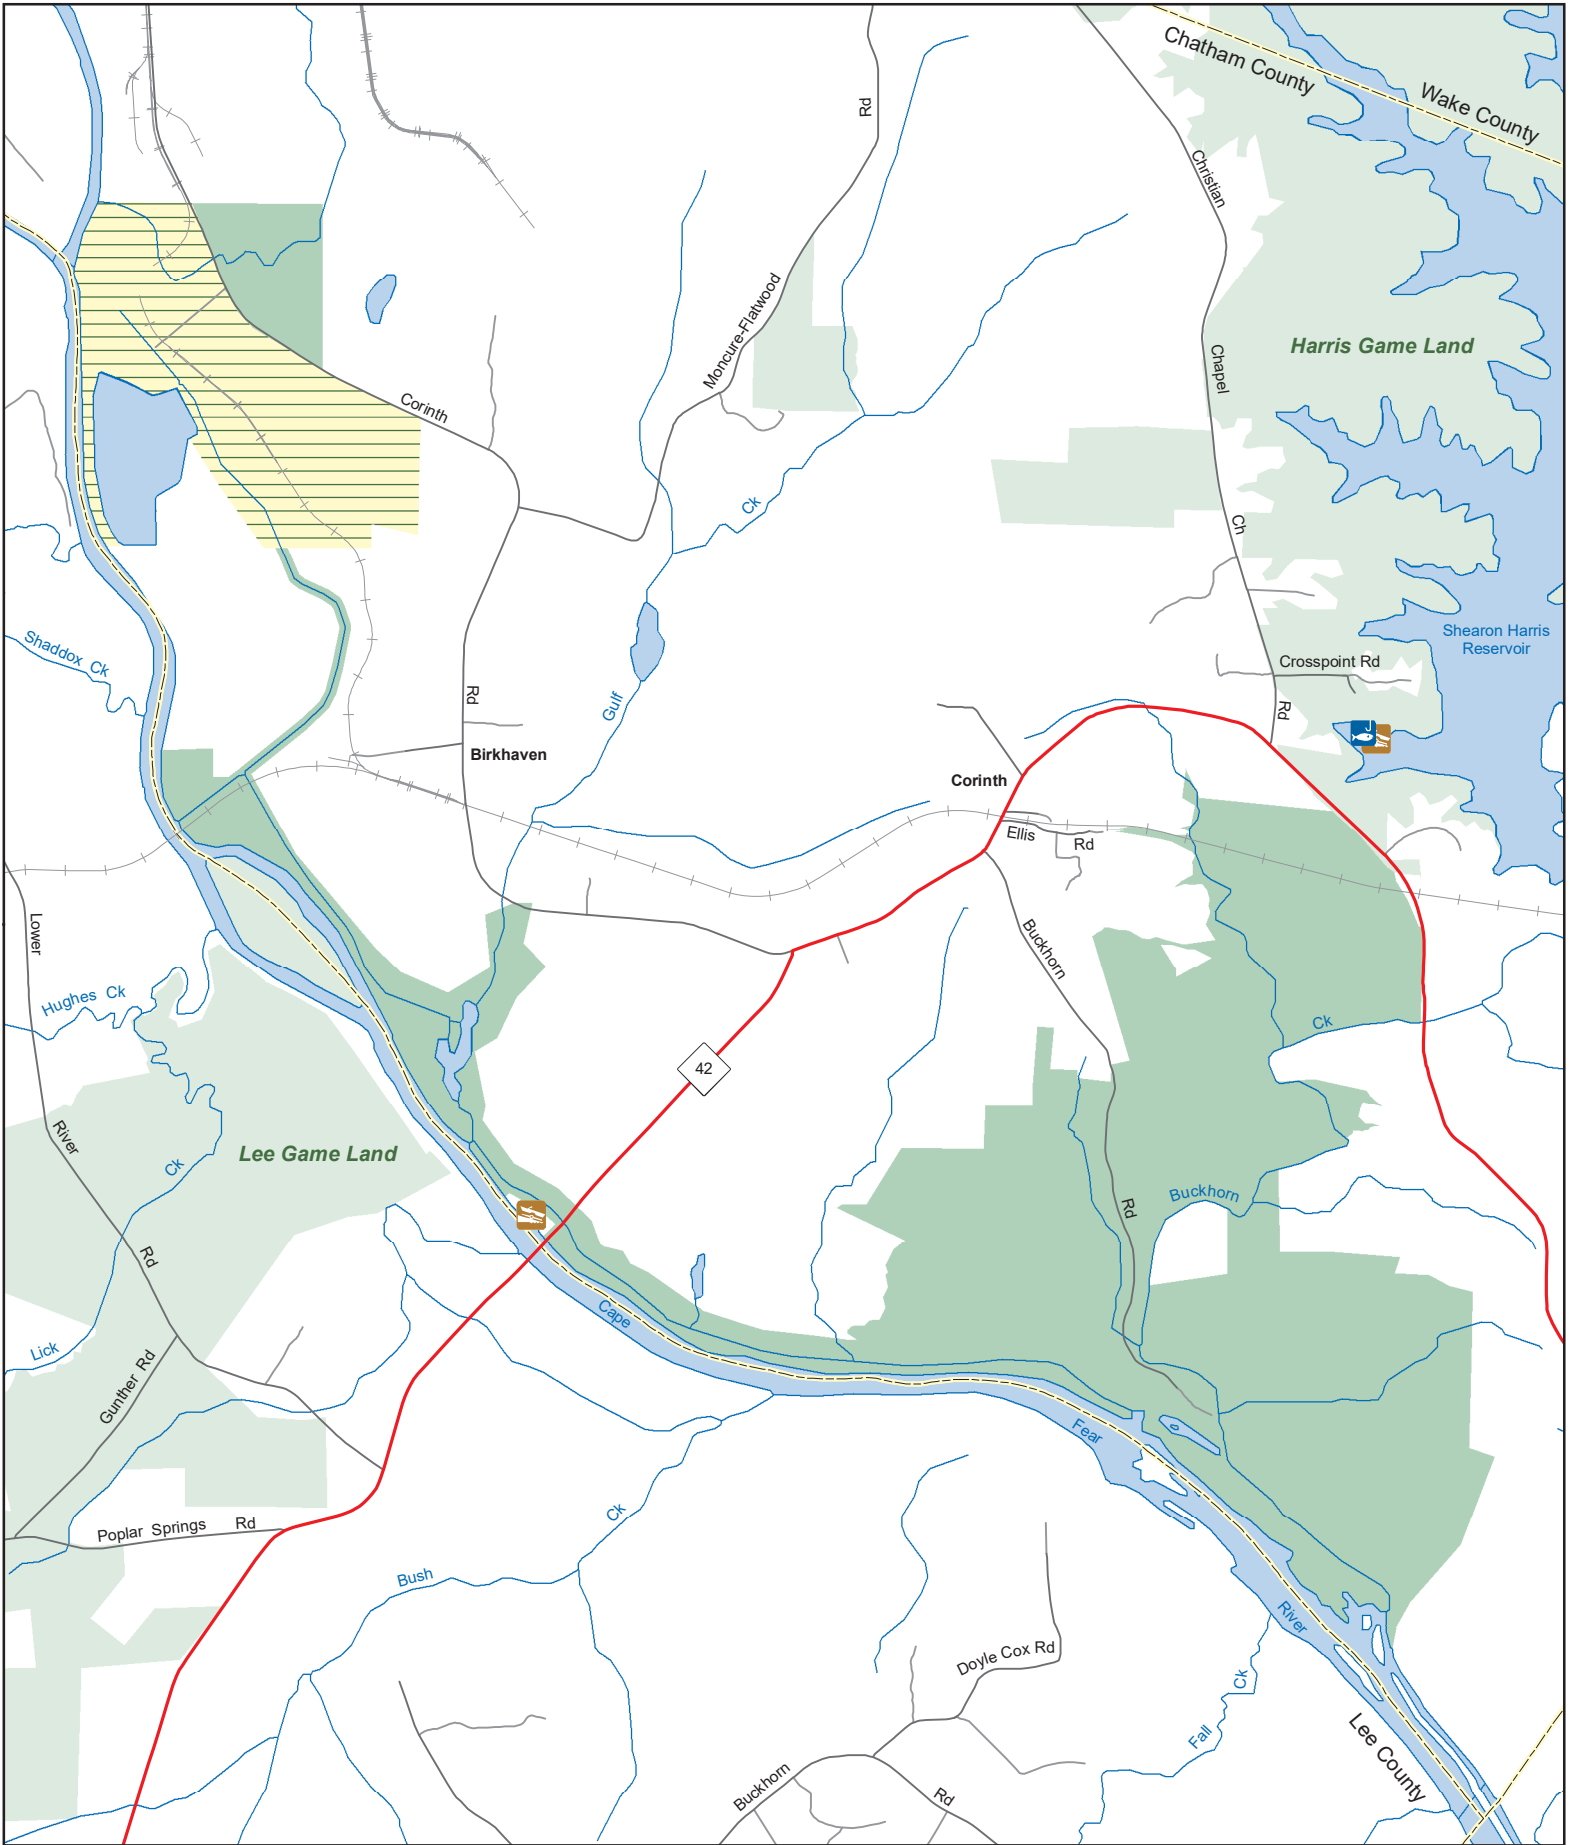 Chatham County
Wake County
Rd
Christian
Moncure-Flatwood
Harris Game Land
Chapel
Corinth
Ck
Ch
Shearon Harris
Reservoir
Shaddox Ck
Crosspoint Rd
Rd
Gulf
Rd
Birkhaven
Corinth
Ellis
Rd
Lower
Buckhorn
Hughes Ck
Ck
42
River
Lee Game Land
Ck
Buckhorn
Rd
Rd
Cape
Lick
Gunther Rd
Fear
Poplar Springs Rd
Ck
Bush
River
Doyle Cox Rd
Ck
Fall
Lee County
Buckhorn
Rd